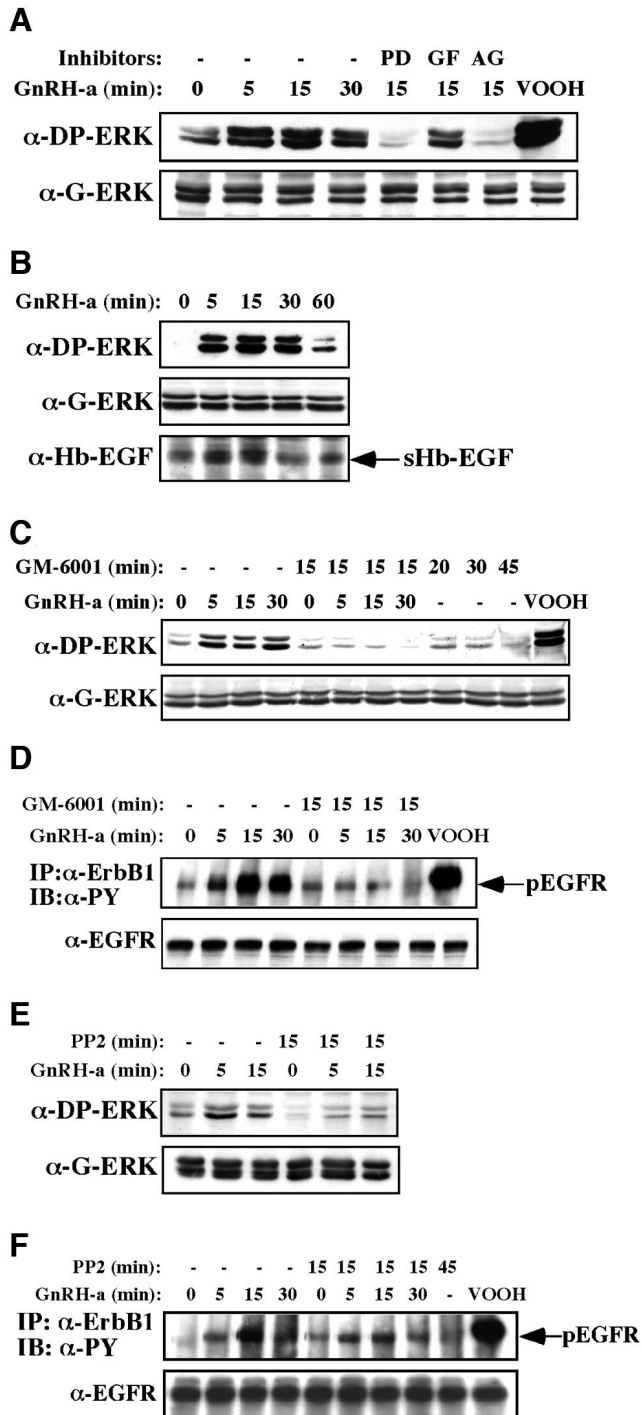 A
Inhibitors: - - - - PD GF AG
GnRH-a (min): 0 5 15 30 15 15 15 VOOH
α-DP-ERK
α-G-ERK
B
GnRH-a (min): 0 5 15 30 60
α-DP-ERK
α-G-ERK
α-Hb-EGF sHb-EGF
C
GM-6001 (min): - - - - 15 15 15 15 20 30 45
GnRH-a (min): 0 5 15 30 0 5 15 30 - - - VOOH
α-DP-ERK
α-G-ERK
D
GM-6001 (min): - - - - 15 15 15 15
GnRH-a (min): 0 5 15 30 0 5 15 30 VOOH
IP:α-ErbB1
IB:α-PY pEGFR
α-EGFR
E
PP2 (min): - - - 15 15 15
GnRH-a (min): 0 5 15 0 5 15
α-DP-ERK
α-G-ERK
F
PP2 (min): - - - - 15 15 15 15 45
GnRH-a (min): 0 5 15 30 0 5 15 30 - VOOH
IP: α-ErbB1
IB: α-PY pEGFR
α-EGFR